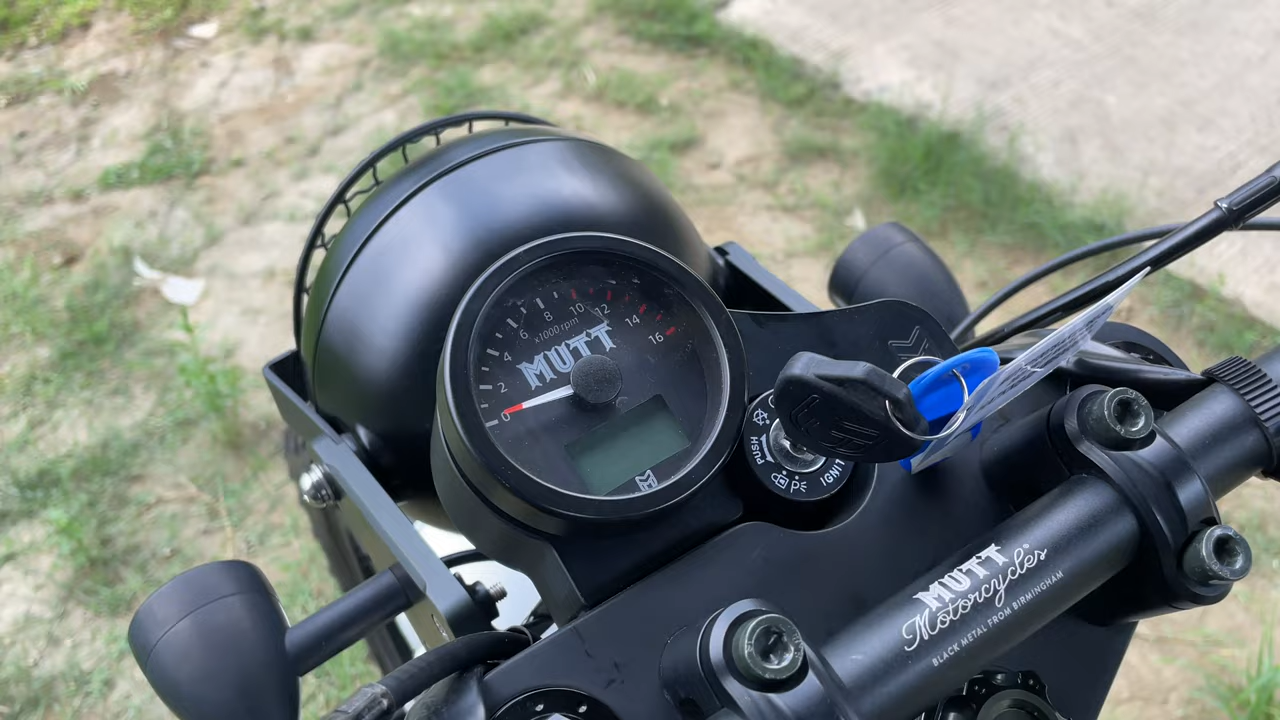 0 2 4 6 8 10 12 14 16
x1000 rpm
MUTT
PUSH
IGNIT
MUTT
Motorcycles
BLACK METAL FROM BIRMINGHAM